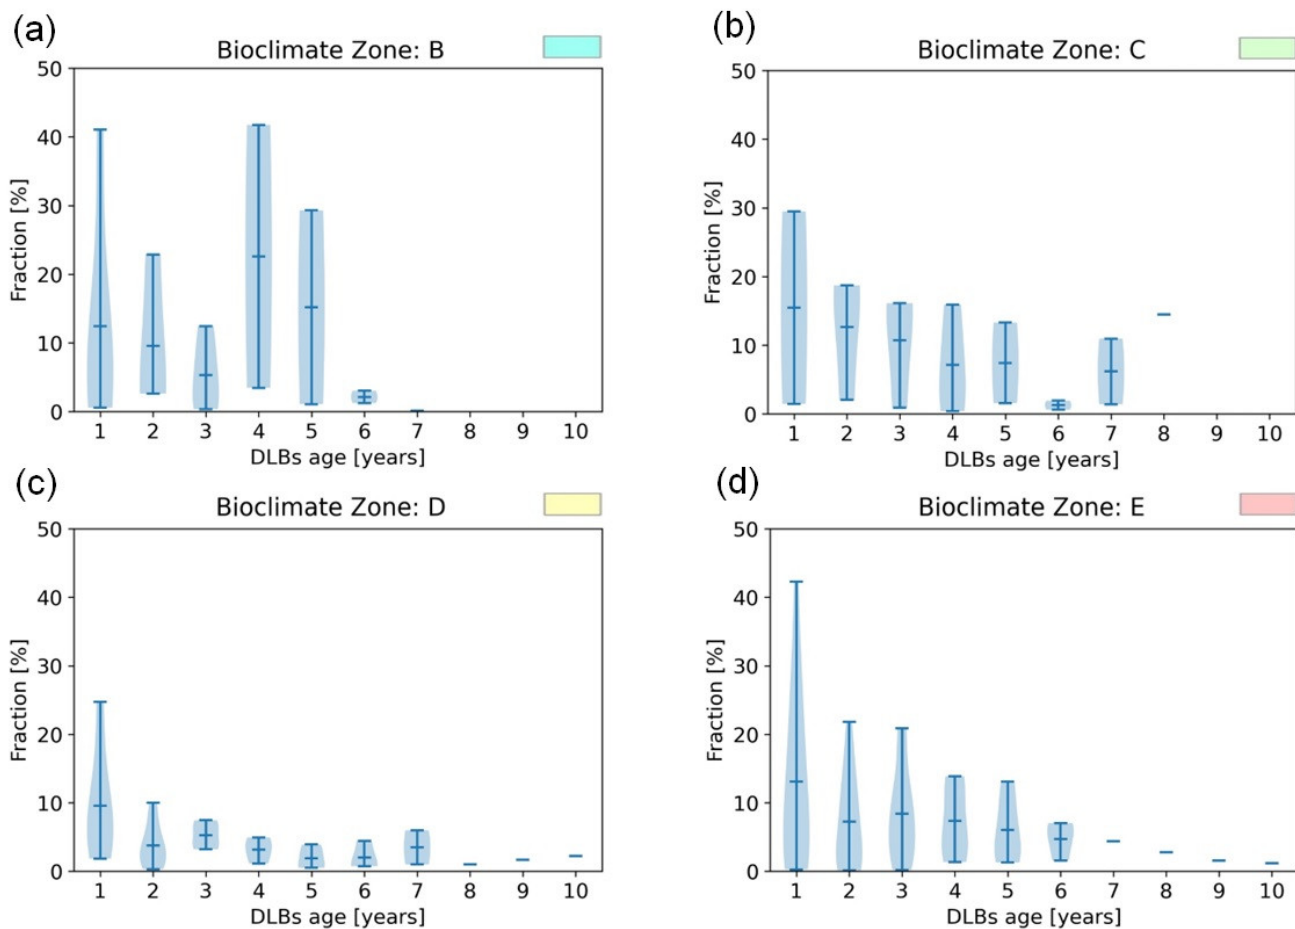 (a)
Bioclimate Zone: B
50
40
30
20
10
0
Fraction [%]
1 2 3 4 5 6 7 8 9 10
DLBs age [years]
(b)
Bioclimate Zone: C
50
40
30
20
10
0
Fraction [%]
1 2 3 4 5 6 7 8 9 10
DLBs age [years]
(c)
Bioclimate Zone: D
50
40
30
20
10
0
Fraction [%]
1 2 3 4 5 6 7 8 9 10
DLBs age [years]
(d)
Bioclimate Zone: E
50
40
30
20
10
0
Fraction [%]
1 2 3 4 5 6 7 8 9 10
DLBs age [years]